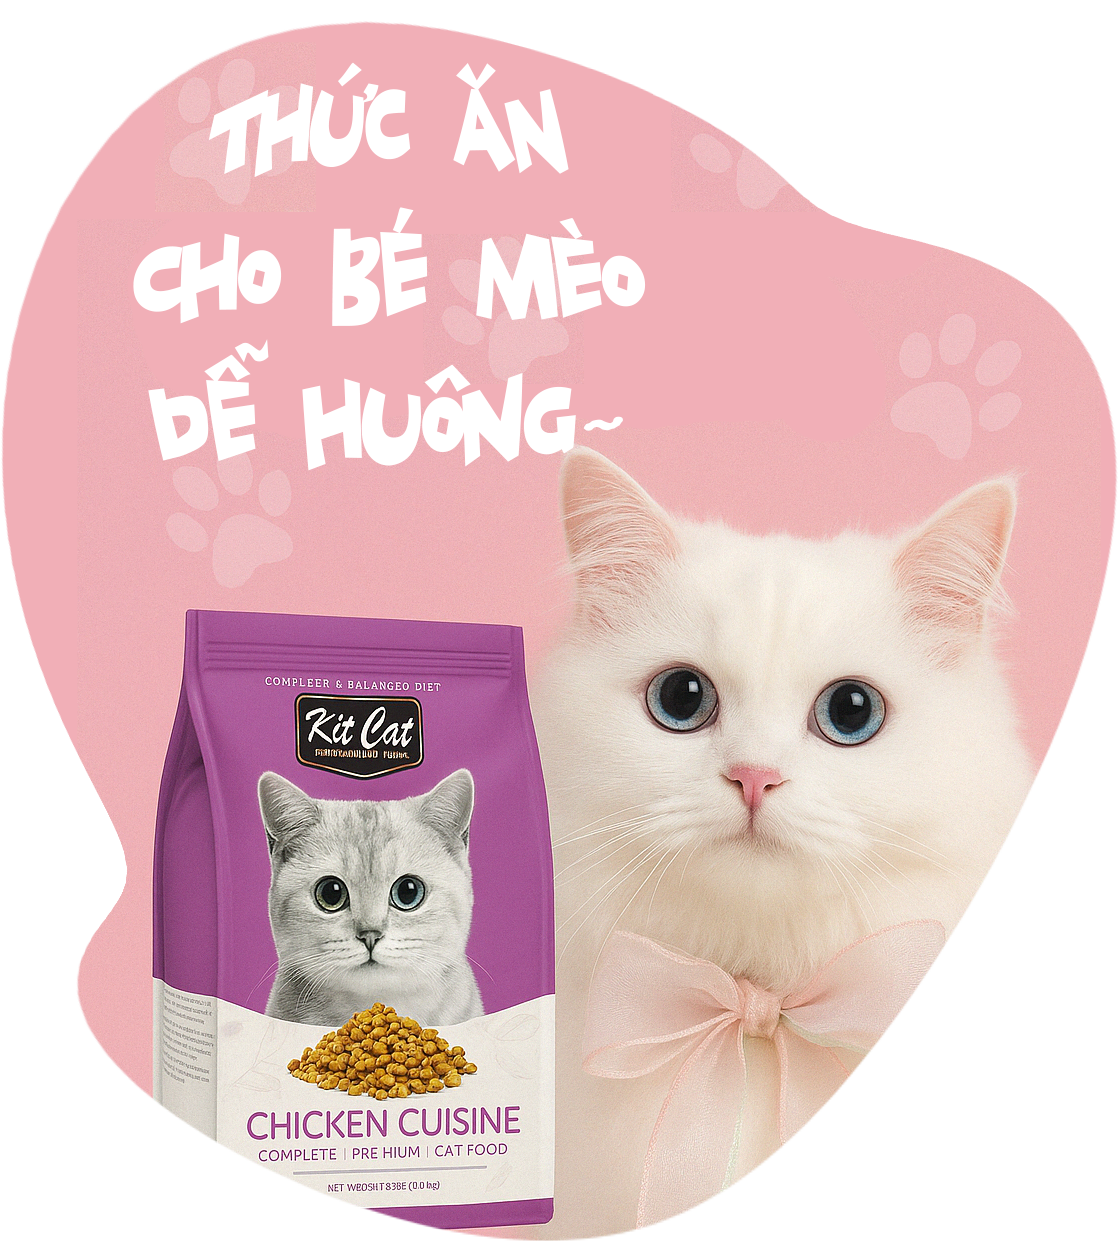 THỨC ĂN
CHO BÉ MÈO
DỄ HUÔNG~
COMPLEER & BALANGEO DIET
Kit Cat
CHICKEN CUISINE
COMPLETE | PRE HIUM | CAT FOOD
NET WEOSHT 838E (0.0 kg)